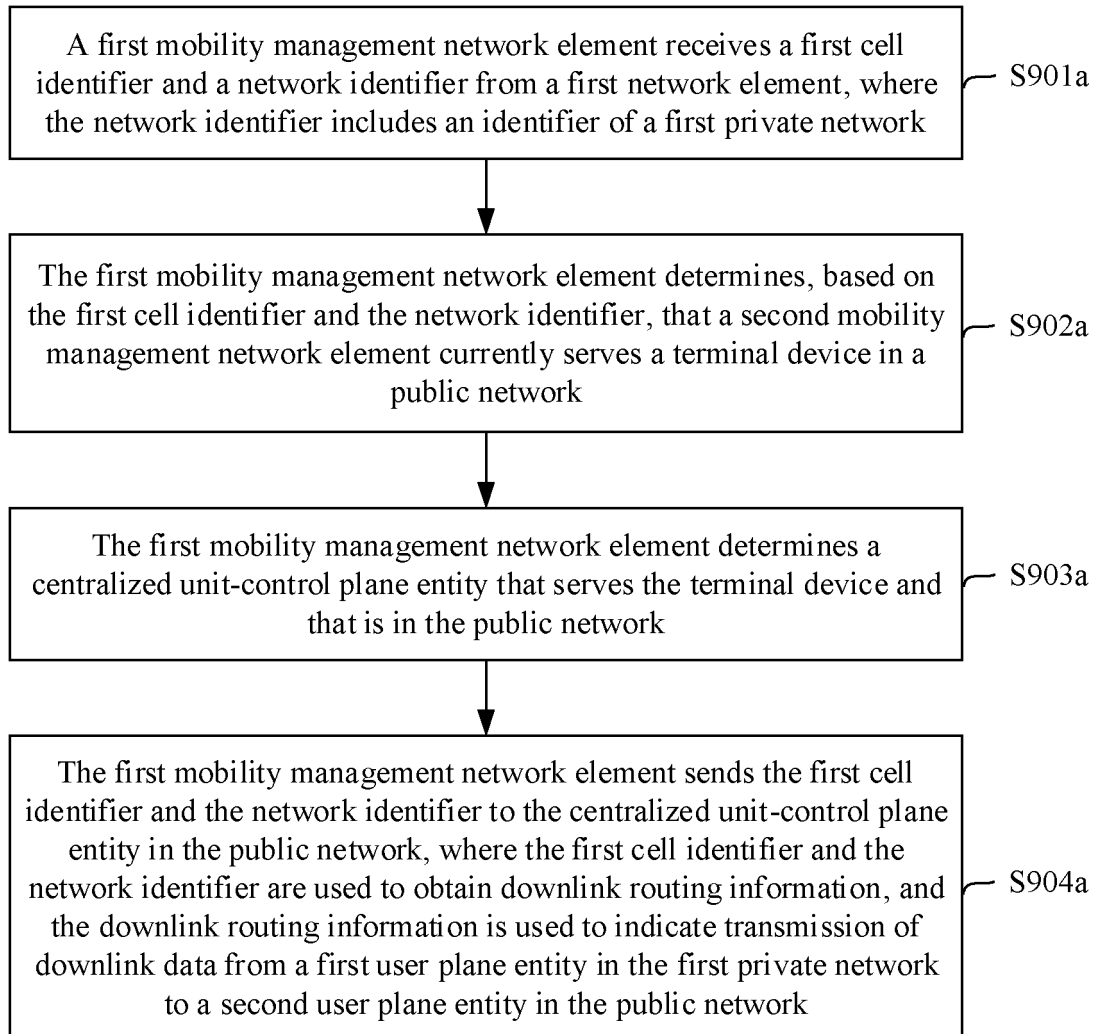 A first mobility management network element receives a first cell
identifier and a network identifier from a first network element, where
the network identifier includes an identifier of a first private network
S901a
The first mobility management network element determines, based on
the first cell identifier and the network identifier, that a second mobility
management network element currently serves a terminal device in a
public network
S902a
The first mobility management network element determines a
centralized unit-control plane entity that serves the terminal device and
that is in the public network
S903a
The first mobility management network element sends the first cell
identifier and the network identifier to the centralized unit-control plane
entity in the public network, where the first cell identifier and the
network identifier are used to obtain downlink routing information, and
the downlink routing information is used to indicate transmission of
downlink data from a first user plane entity in the first private network
to a second user plane entity in the public network
S904a